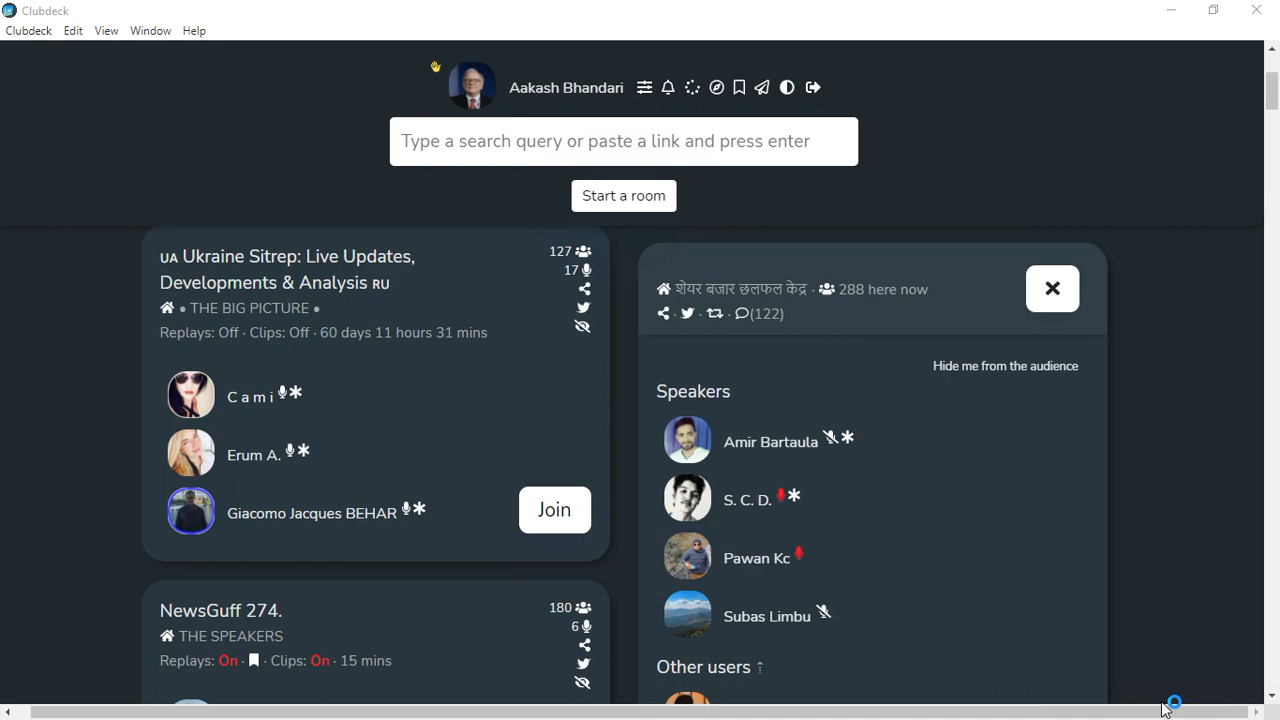 Clubdeck
Clubdeck Edit View Window Help
Aakash Bhandari
Type a search query or paste a link and press enter
Start a room
UA Ukraine Sitrep: Live Updates,
Developments & Analysis RU
127
17
• THE BIG PICTURE •
Replays: Off · Clips: Off · 60 days 11 hours 31 mins
C a m i
Erum A.
Giacomo Jacques BEHAR
Join
NewsGuff 274.
180
6
THE SPEAKERS
Replays: On · · Clips: On · 15 mins
शेयर बजार छलफल केद्र · 288 here now
· · · (122)
Hide me from the audience
Speakers
Amir Bartaula
S. C. D.
Pawan Kc
Subas Limbu
Other users ↑